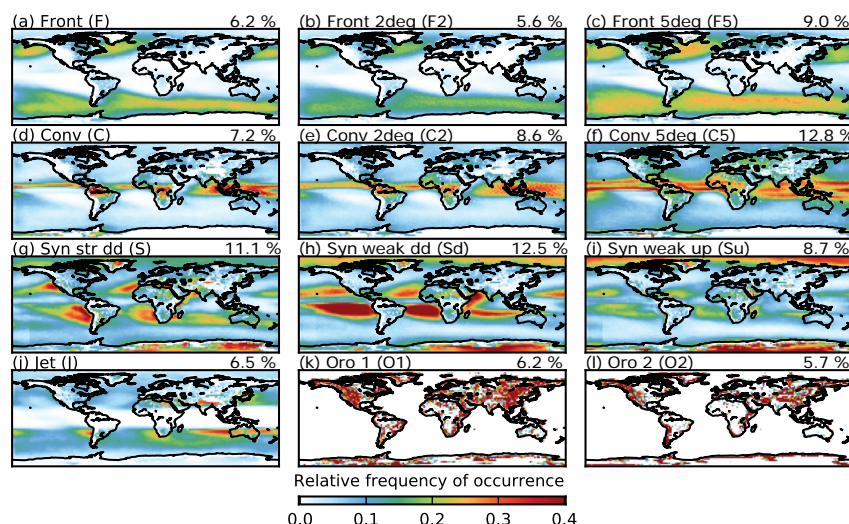 (a) Front (F) 6.2 %
(b) Front 2deg (F2) 5.6 %
(c) Front 5deg (F5) 9.0 %
(d) Conv (C) 7.2 %
(e) Conv 2deg (C2) 8.6 %
(f) Conv 5deg (C5) 12.8 %
(g) Syn str dd (S) 11.1 %
(h) Syn weak dd (Sd) 12.5 %
(i) Syn weak up (Su) 8.7 %
(j) Jet (J) 6.5 %
(k) Oro 1 (O1) 6.2 %
(l) Oro 2 (O2) 5.7 %
Relative frequency of occurrence
0.0 0.1 0.2 0.3 0.4